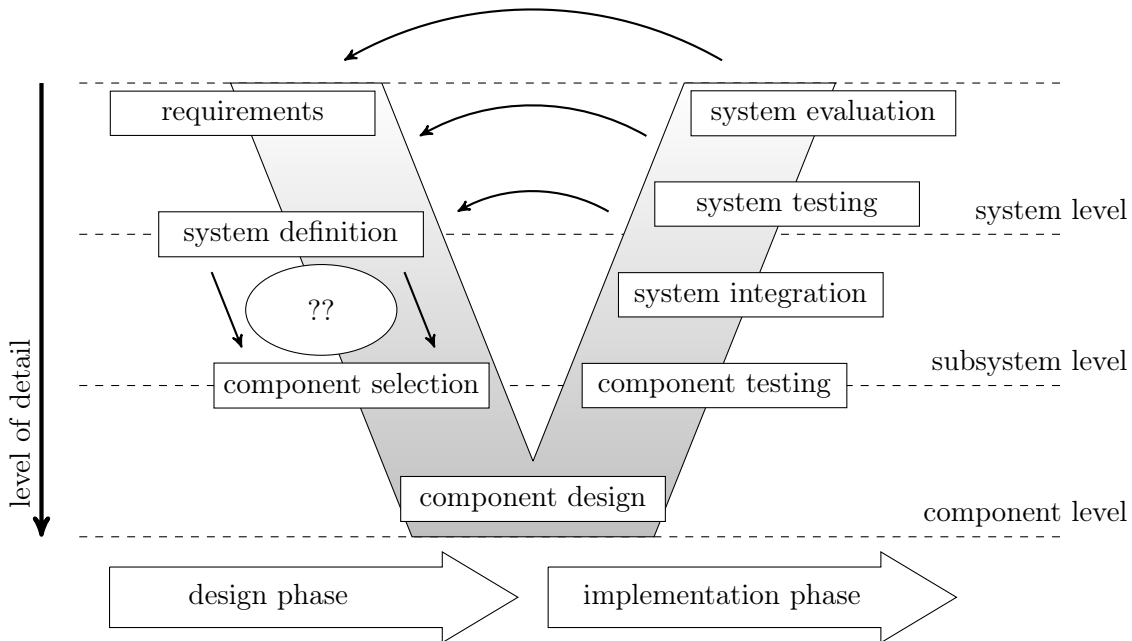 requirements
system evaluation
system testing
system level
system definition
??
system integration
subsystem level
component selection
component testing
level of detail
component design
component level
design phase
implementation phase